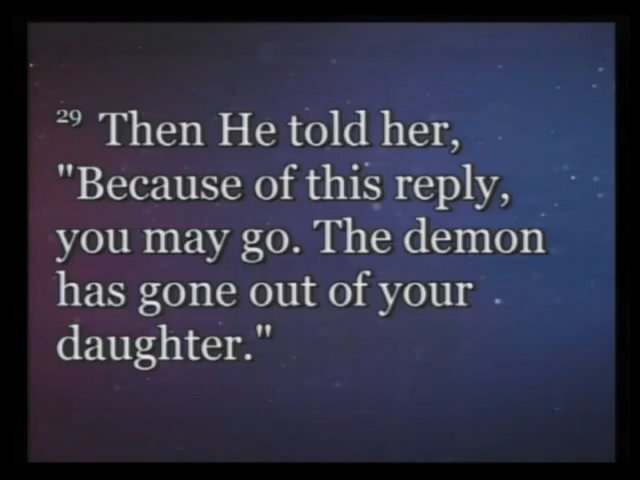 29 Then He told her,
"Because of this reply,
you may go. The demon
has gone out of your
daughter."